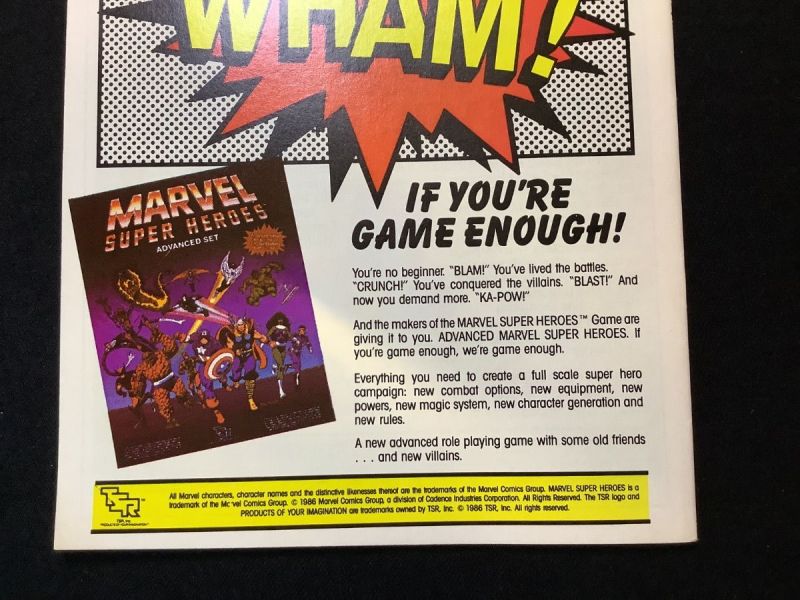 WHAM!
MARVEL
SUPER HEROES
ADVANCED SET
IF YOU'RE
GAME ENOUGH!
You're no beginner. "BLAM!" You've lived the battles.
"CRUNCH!" You've conquered the villains. "BLAST!" And
now you demand more. "KA-POW!"
And the makers of the MARVEL SUPER HEROES™ Game are
giving it to you. ADVANCED MARVEL SUPER HEROES. If
you're game enough, we're game enough.
Everything you need to create a full scale super hero
campaign: new combat options, new equipment, new
powers, new magic system, new character generation and
new rules.
A new advanced role playing game with some old friends
. . . and new villains.
TSR™
TSR, Inc.
PRODUCTS OF YOUR IMAGINATION™
All Marvel characters, character names and the distinctive likenesses thereof are the trademarks of the Marvel Comics Group. MARVEL SUPER HEROES is a
trademark of the Marvel Comics Group. © 1986 Marvel Comics Group, a division of Cadence Industries Corporation. All Rights Reserved. The TSR logo and
PRODUCTS OF YOUR IMAGINATION are trademarks owned by TSR, Inc. © 1986 TSR, Inc. All rights reserved.